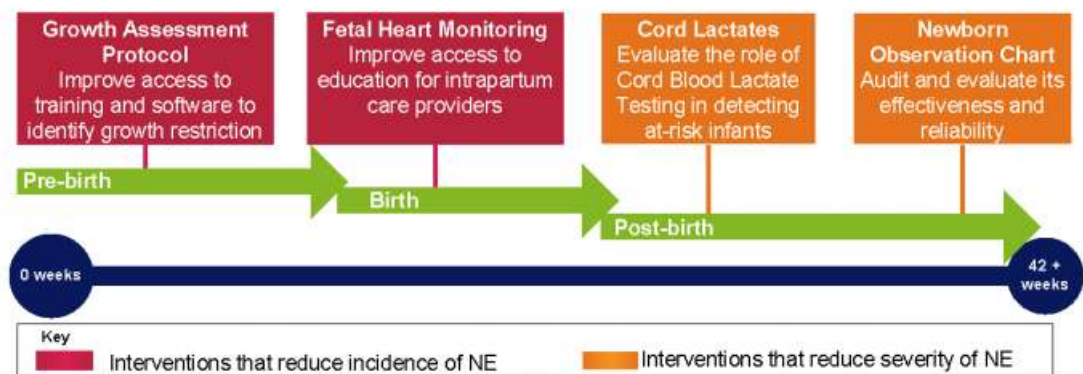 Growth Assessment
Protocol
Improve access to
training and software to
identify growth restriction
Fetal Heart Monitoring
Improve access to
education for intrapartum
care providers
Cord Lactates
Evaluate the role of
Cord Blood Lactate
Testing in detecting
at-risk infants
Newborn
Observation Chart
Audit and evaluate its
effectiveness and
reliability
Pre-birth
Birth
Post-birth
0 weeks
42 +
weeks
Key
Interventions that reduce incidence of NE
Interventions that reduce severity of NE